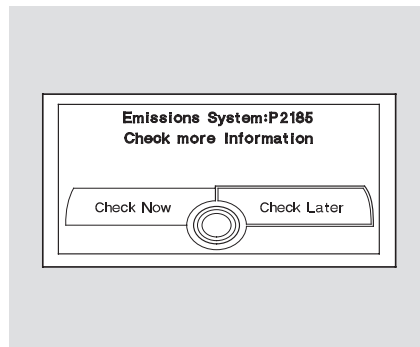 Emissions System:P2185
Check more Information
Check Now
Check Later